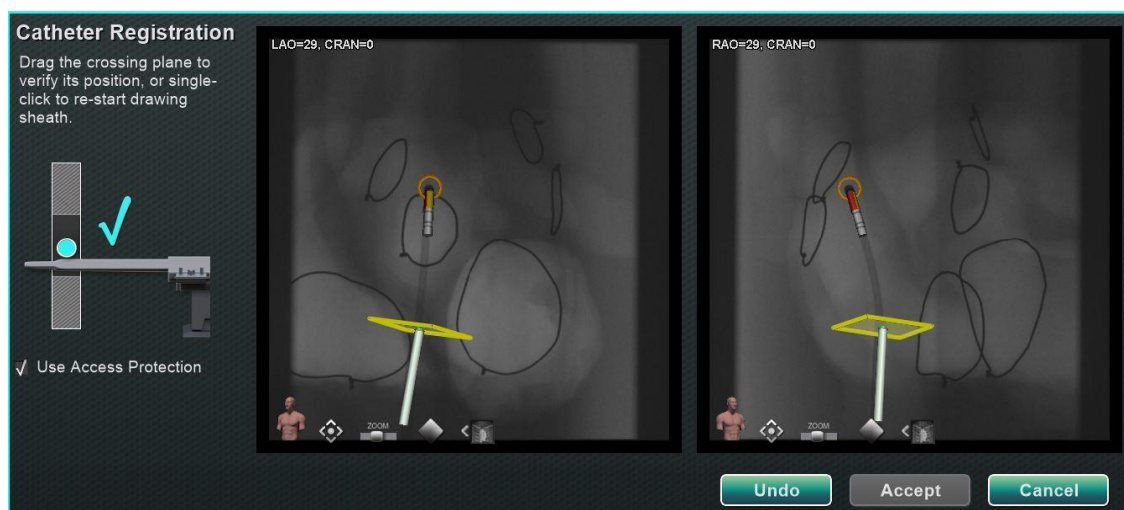 Catheter Registration
Drag the crossing plane to
verify its position, or single-
click to re-start drawing
sheath.
Use Access Protection
LAO=29, CRAN=0
ZOOM
RAO=29, CRAN=0
ZOOM
Undo
Accept
Cancel